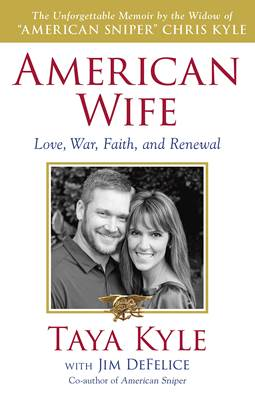 The Unforgettable Memoir by the Widow of
"AMERICAN SNIPER" CHRIS KYLE
AMERICAN
WIFE
Love, War, Faith, and Renewal
TAYA KYLE
WITH JIM DEFELICE
Co-author of American Sniper